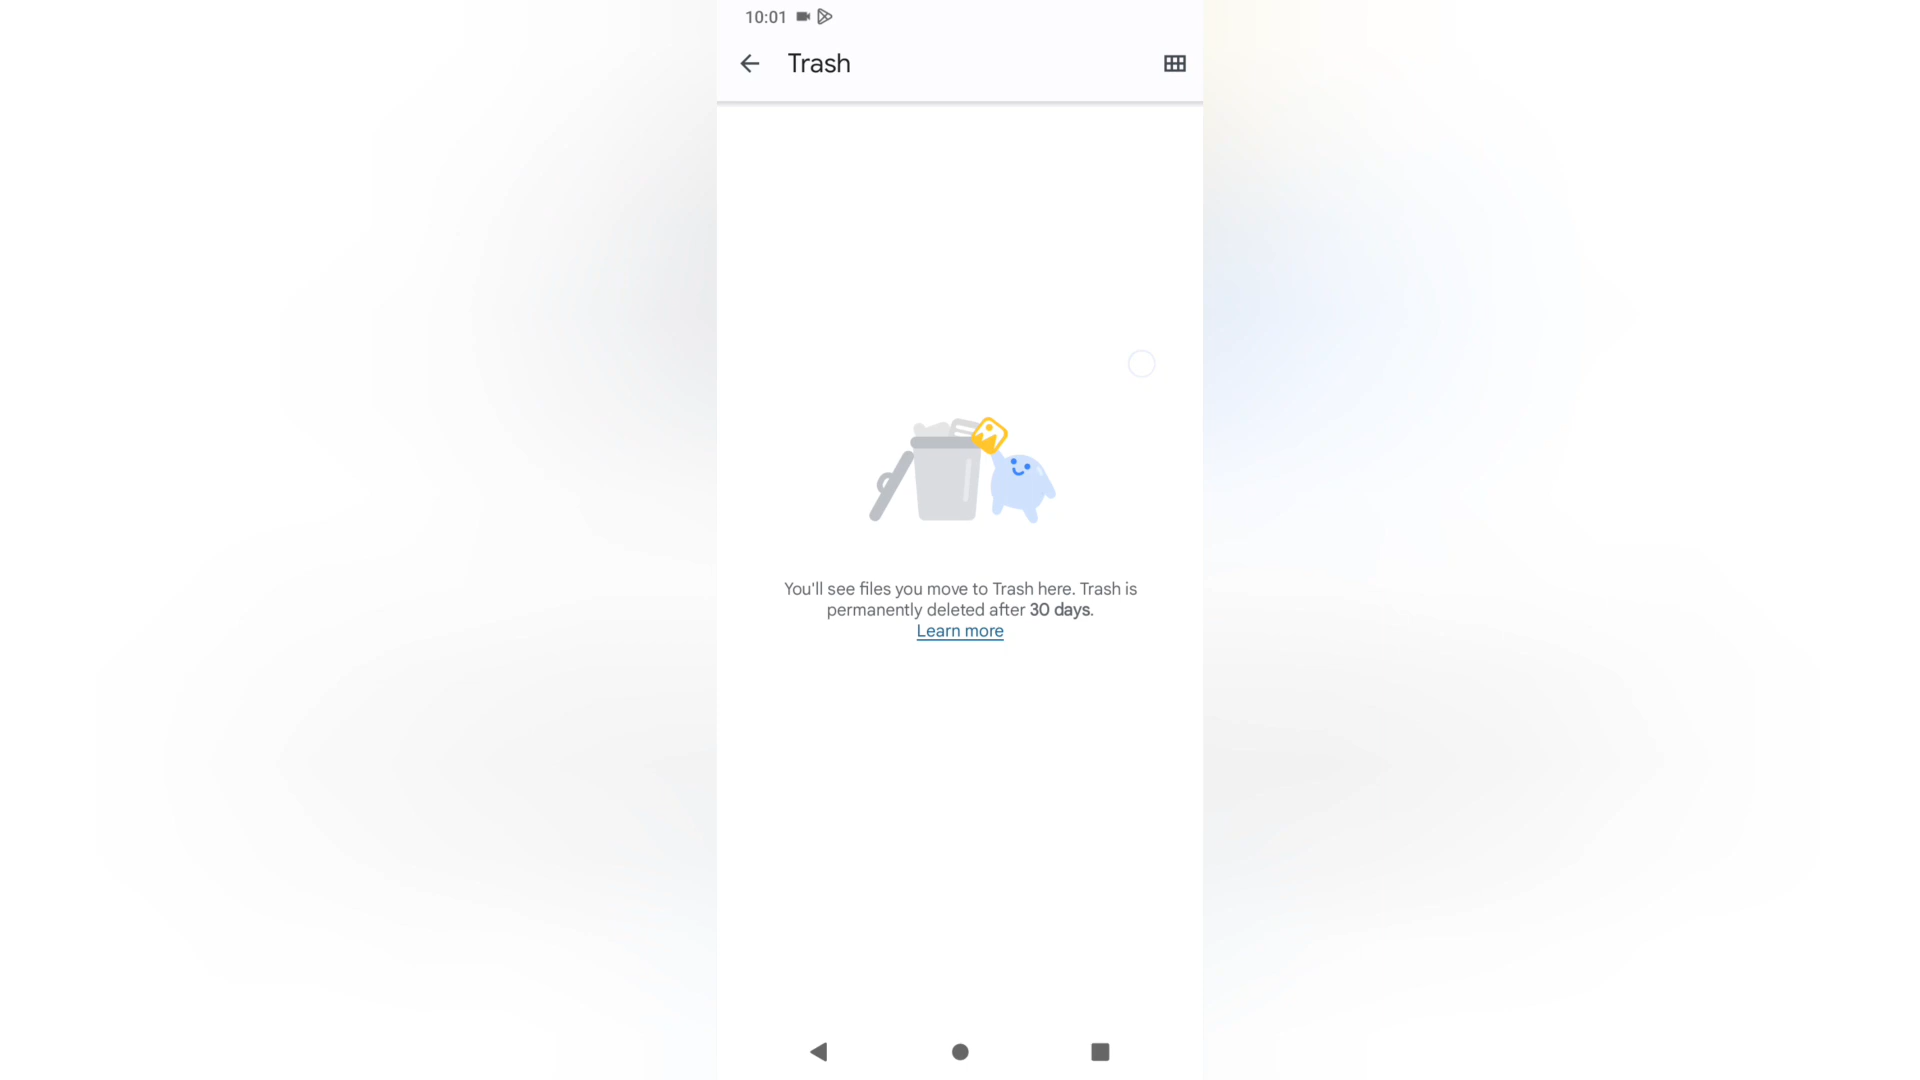 10:01
Trash
You'll see files you move to Trash here. Trash is
permanently deleted after 30 days.
Learn more